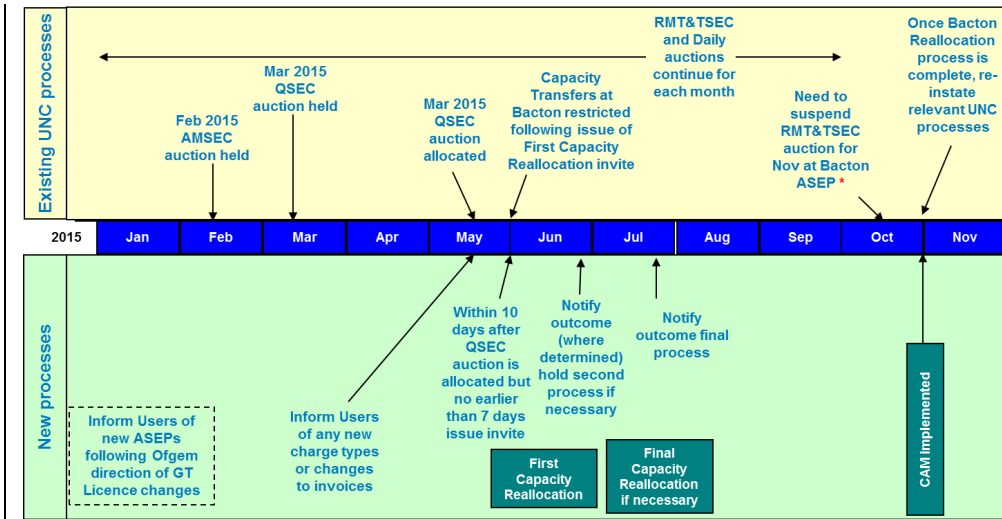 Existing UNC processes
Feb 2015
AMSEC
auction held
Mar 2015
QSEC
auction held
Mar 2015
QSEC
auction
allocated
Capacity
Transfers at
Bacton restricted
following issue of
First Capacity
Reallocation invite
RMT&TSEC
and Daily
auctions
continue for
each month
Need to
suspend
RMT&TSEC
auction for
Nov at Bacton
ASEP *
Once Bacton
Reallocation
process is
complete, re-
instate
relevant UNC
processes
2015 Jan Feb Mar Apr May Jun Jul Aug Sep Oct Nov
New processes
Inform Users of
new ASEPs
following Ofgem
direction of GT
Licence changes
Inform Users
of any new
charge types
or changes
to invoices
Within 10
days after
QSEC
auction is
allocated but
no earlier
than 7 days
issue invite
Notify
outcome
(where
determined)
hold second
process if
necessary
Notify
outcome final
process
First
Capacity
Reallocation
Final
Capacity
Reallocation
if necessary
CAM Implemented